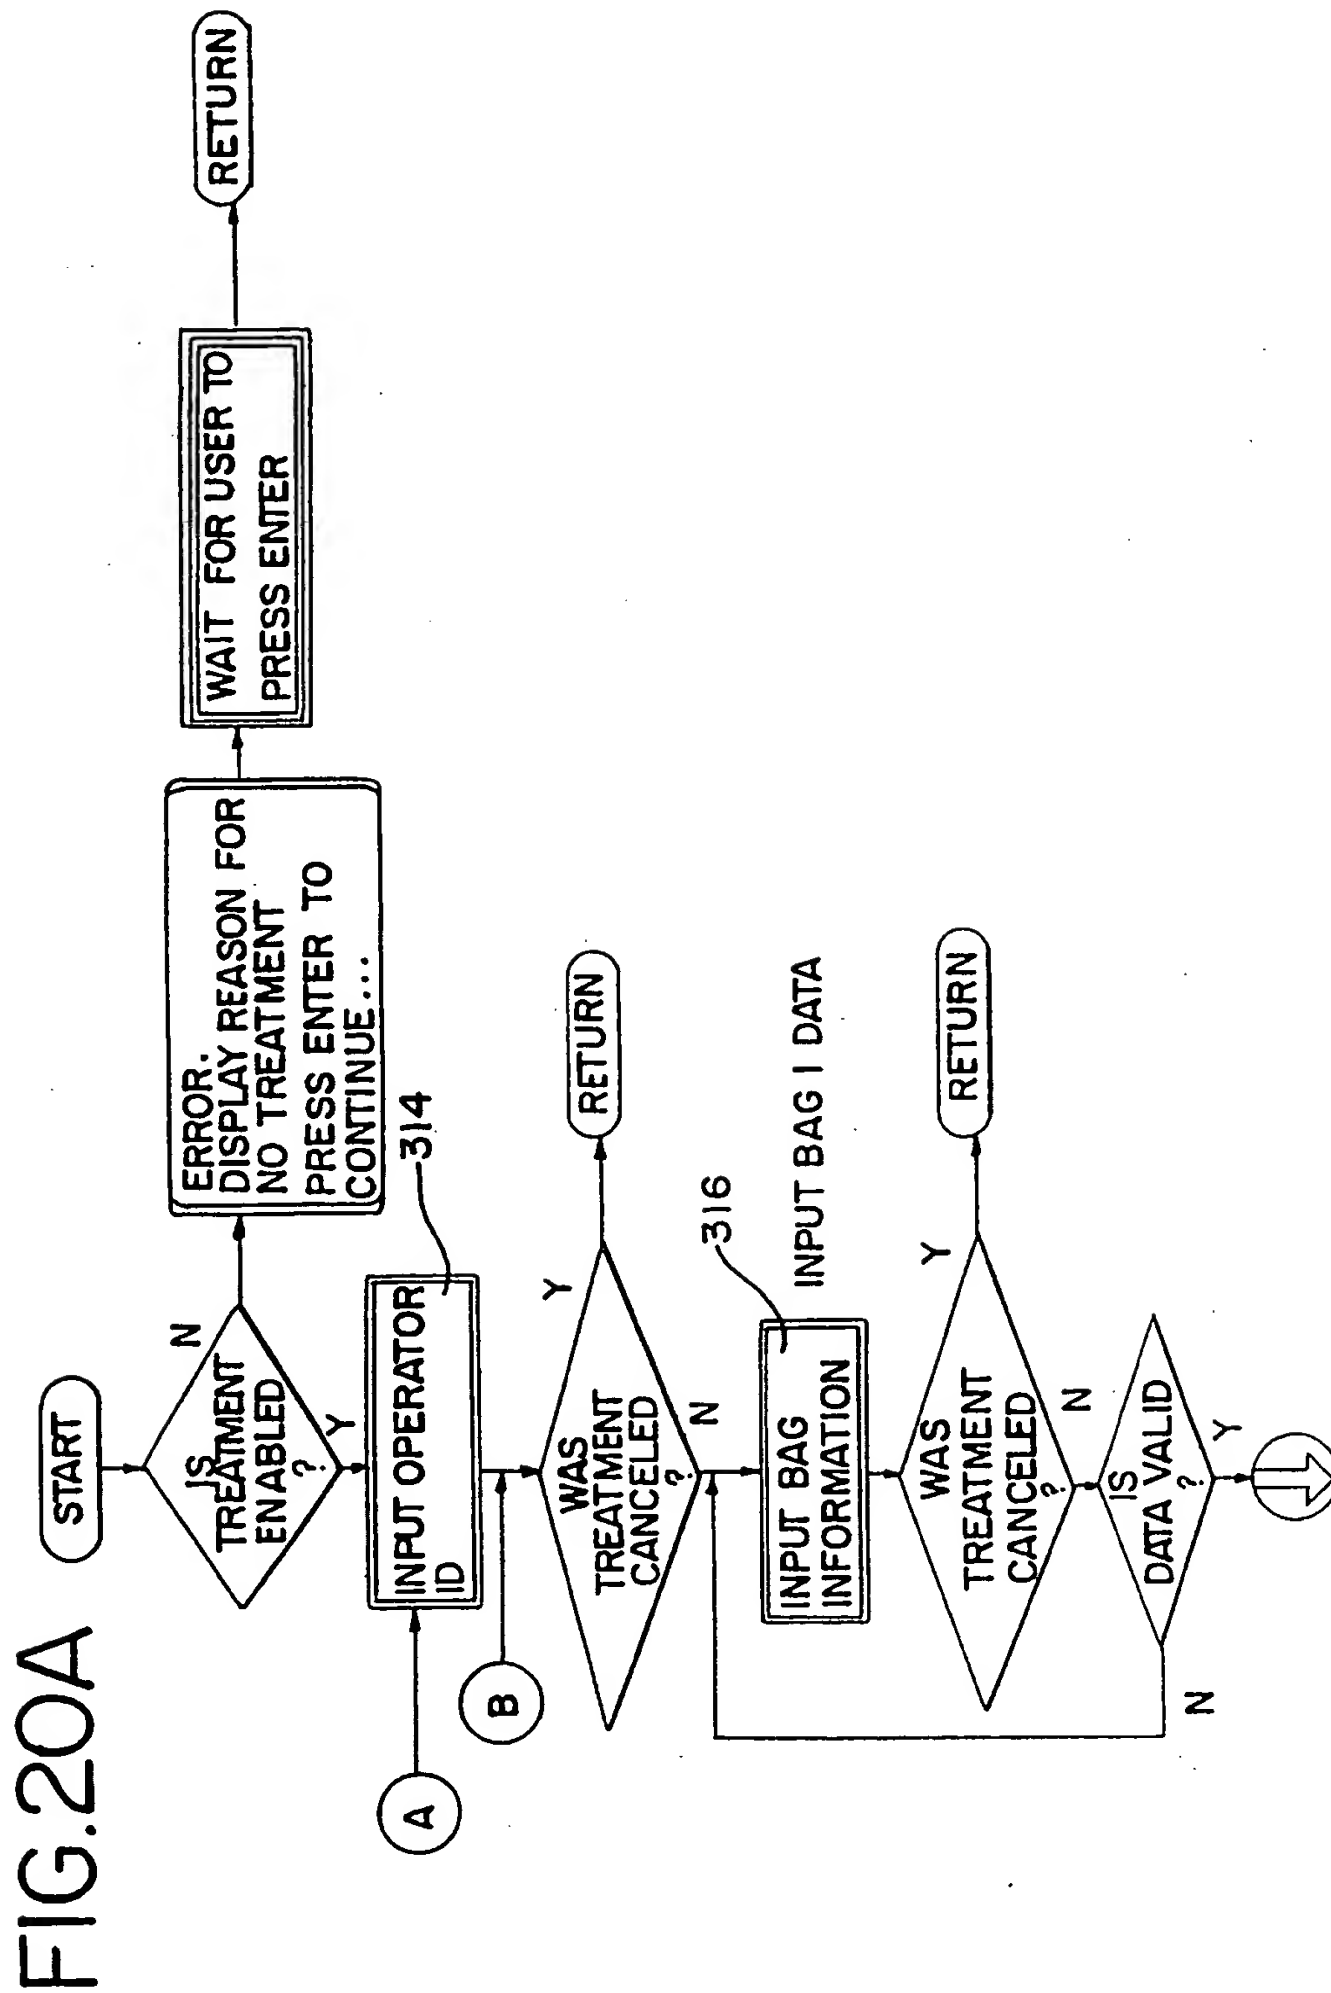 FIG.20A
START
IS
TREATMENT
ENABLED
?
N
Y
ERROR.
DISPLAY REASON FOR
NO TREATMENT
PRESS ENTER TO
CONTINUE...
WAIT FOR USER TO
PRESS ENTER
RETURN
A
INPUT OPERATOR
ID
314
B
WAS
TREATMENT
CANCELED
?
Y
RETURN
N
316
INPUT BAG
INFORMATION
INPUT BAG 1 DATA
WAS
TREATMENT
CANCELED
?
Y
RETURN
N
IS
DATA VALID
?
N
Y